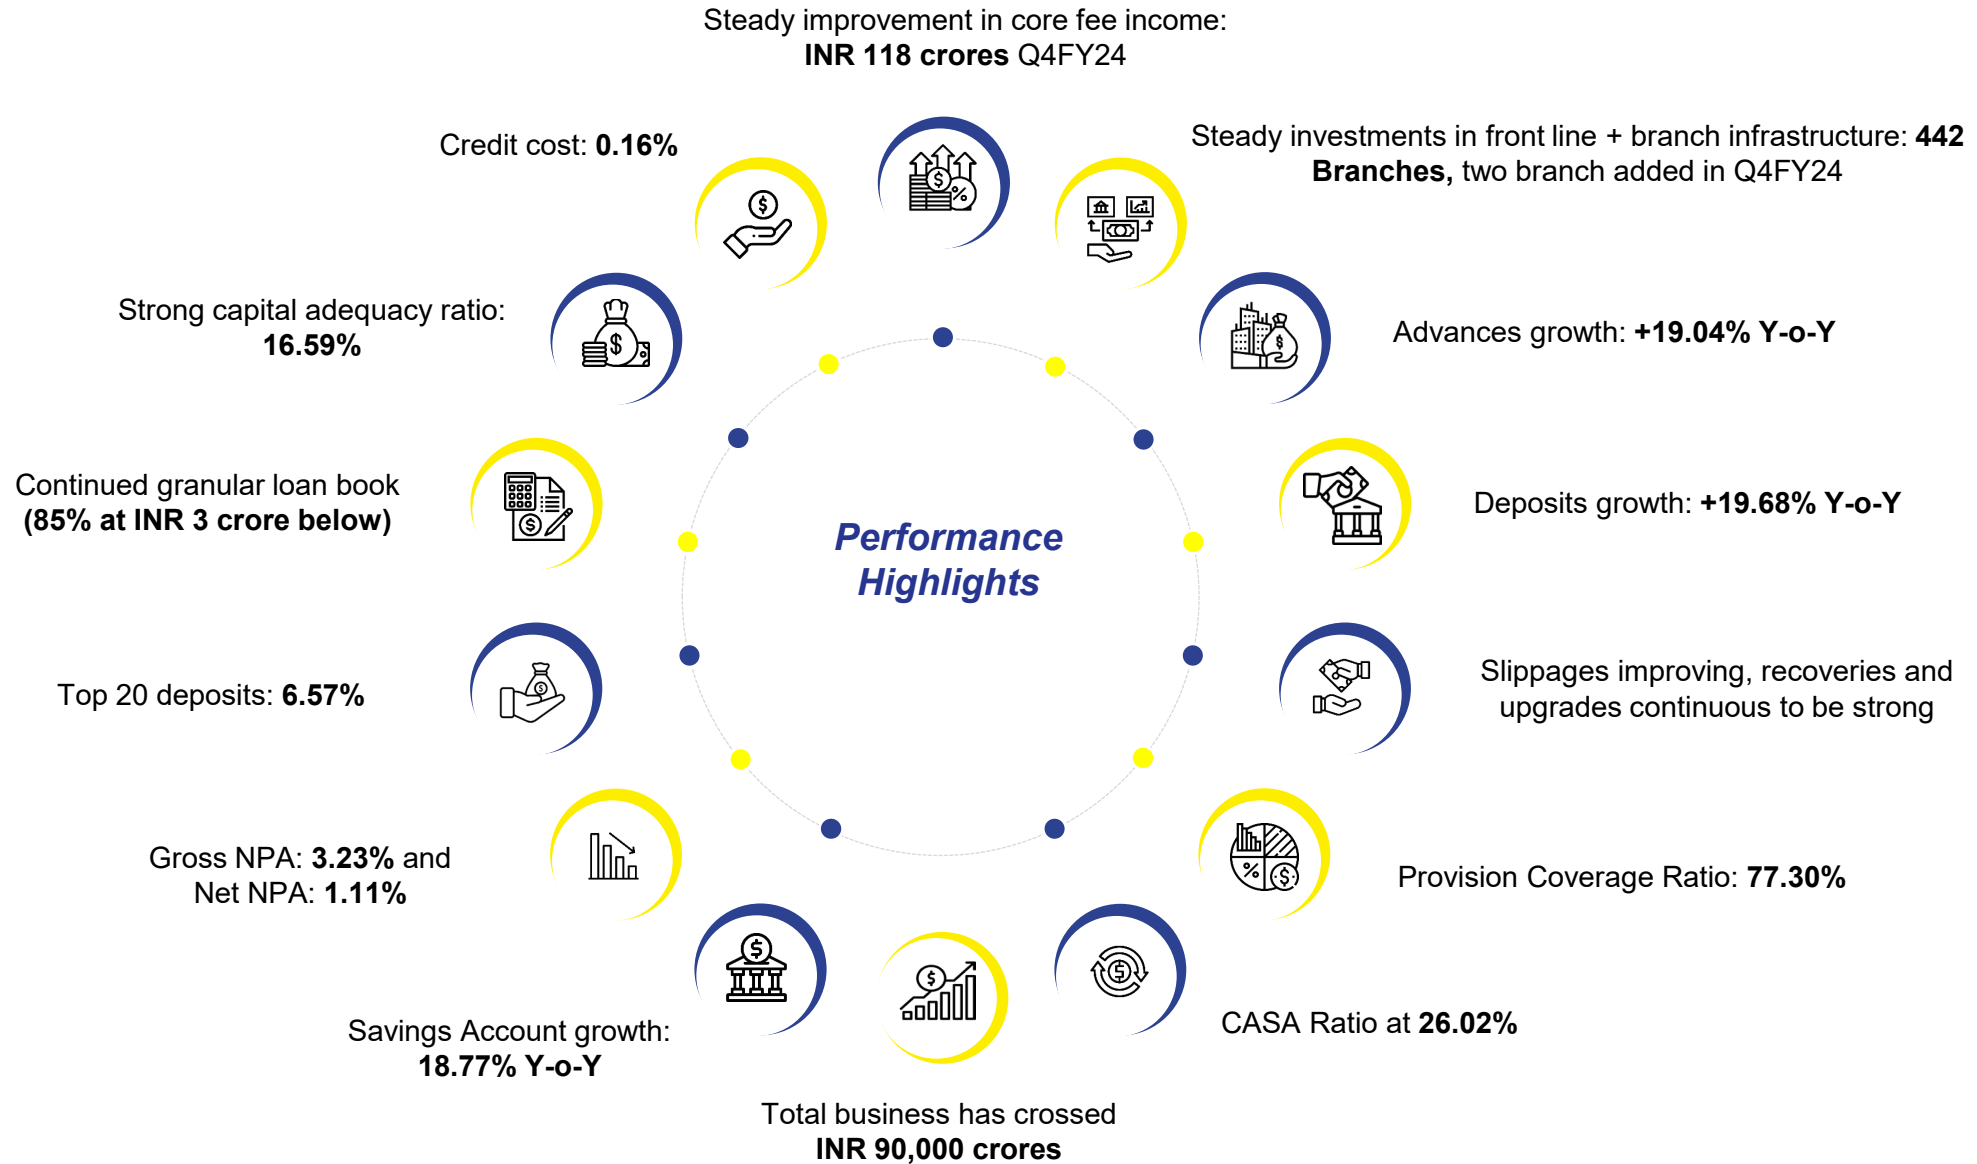 Steady improvement in core fee income:
INR 118 crores Q4FY24
Credit cost: 0.16%
Steady investments in front line + branch infrastructure: 442
Branches, two branch added in Q4FY24
Strong capital adequacy ratio:
16.59%
Advances growth: +19.04% Y-o-Y
Continued granular loan book
(85% at INR 3 crore below)
Deposits growth: +19.68% Y-o-Y
Performance
Highlights
Top 20 deposits: 6.57%
Slippages improving, recoveries and
upgrades continuous to be strong
Gross NPA: 3.23% and
Net NPA: 1.11%
Provision Coverage Ratio: 77.30%
Savings Account growth:
18.77% Y-o-Y
CASA Ratio at 26.02%
Total business has crossed
INR 90,000 crores